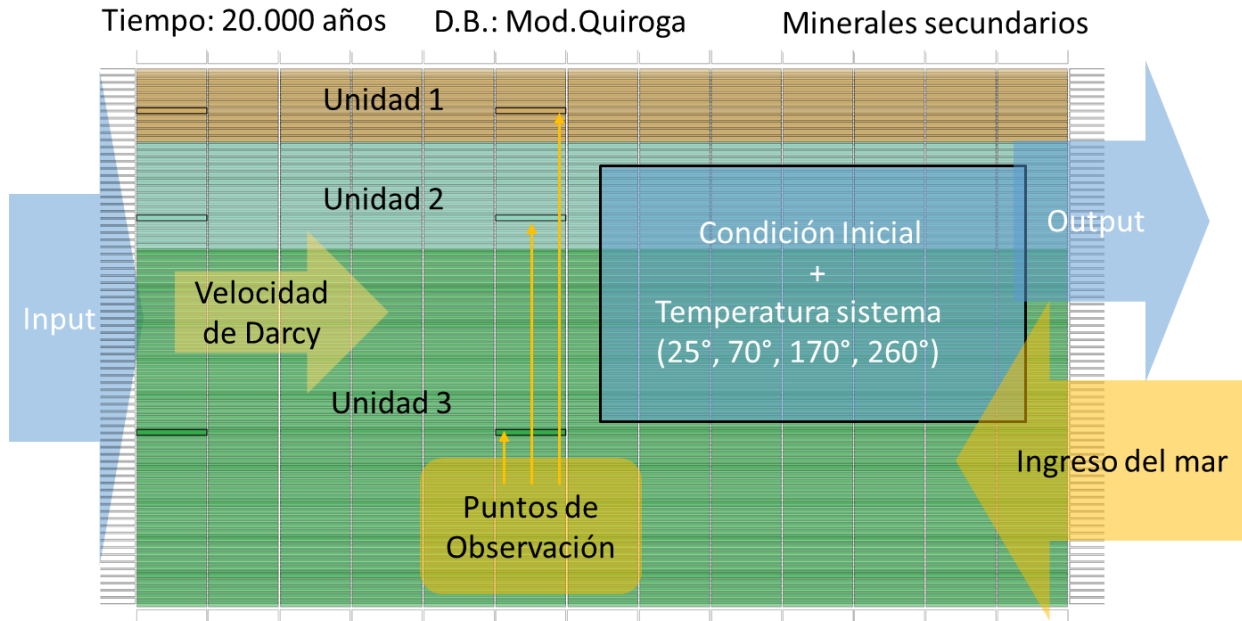 Tiempo: 20.000 años
D.B.: Mod.Quiroga
Minerales secundarios
Unidad 1
Unidad 2
Condición Inicial
+
Temperatura sistema
(25°, 70°, 170°, 260°)
Output
Input
Velocidad
de Darcy
Unidad 3
Ingreso del mar
Puntos de
Observación